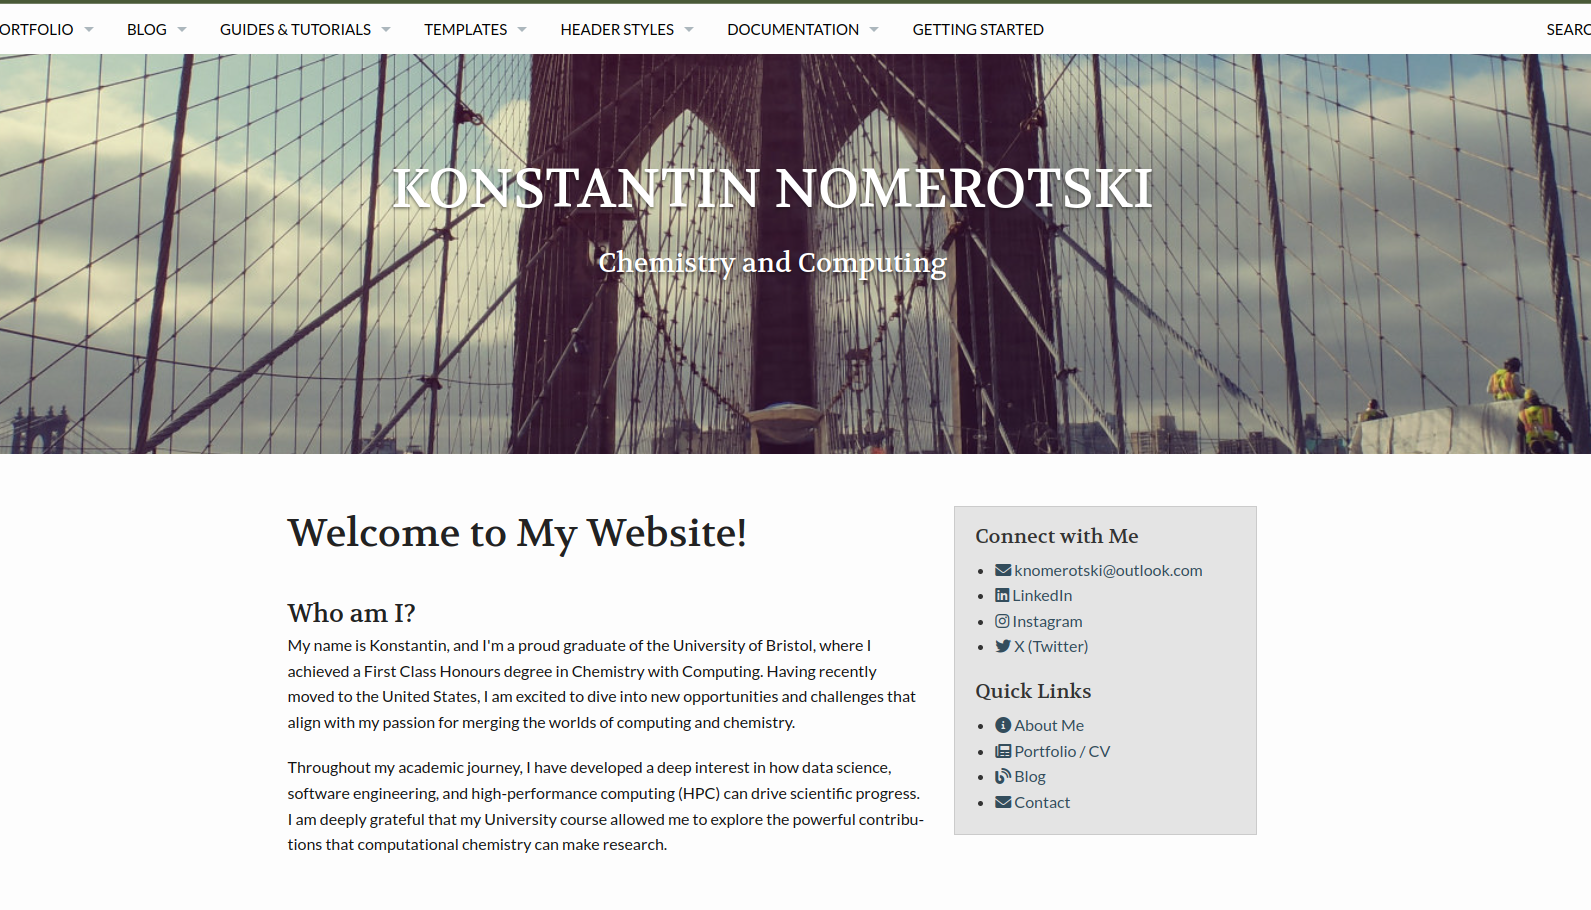 ORTFOLIO BLOG GUIDES & TUTORIALS TEMPLATES HEADER STYLES DOCUMENTATION GETTING STARTED SEARC
KONSTANTIN NOMEROTSKI
Chemistry and Computing
Welcome to My Website!
Who am I?
My name is Konstantin, and I'm a proud graduate of the University of Bristol, where I
achieved a First Class Honours degree in Chemistry with Computing. Having recently
moved to the United States, I am excited to dive into new opportunities and challenges that
align with my passion for merging the worlds of computing and chemistry.
Throughout my academic journey, I have developed a deep interest in how data science,
software engineering, and high-performance computing (HPC) can drive scientific progress.
I am deeply grateful that my University course allowed me to explore the powerful contribu-
tions that computational chemistry can make research.
Connect with Me
knomerotski@outlook.com
LinkedIn
Instagram
X (Twitter)
Quick Links
About Me
Portfolio / CV
Blog
Contact